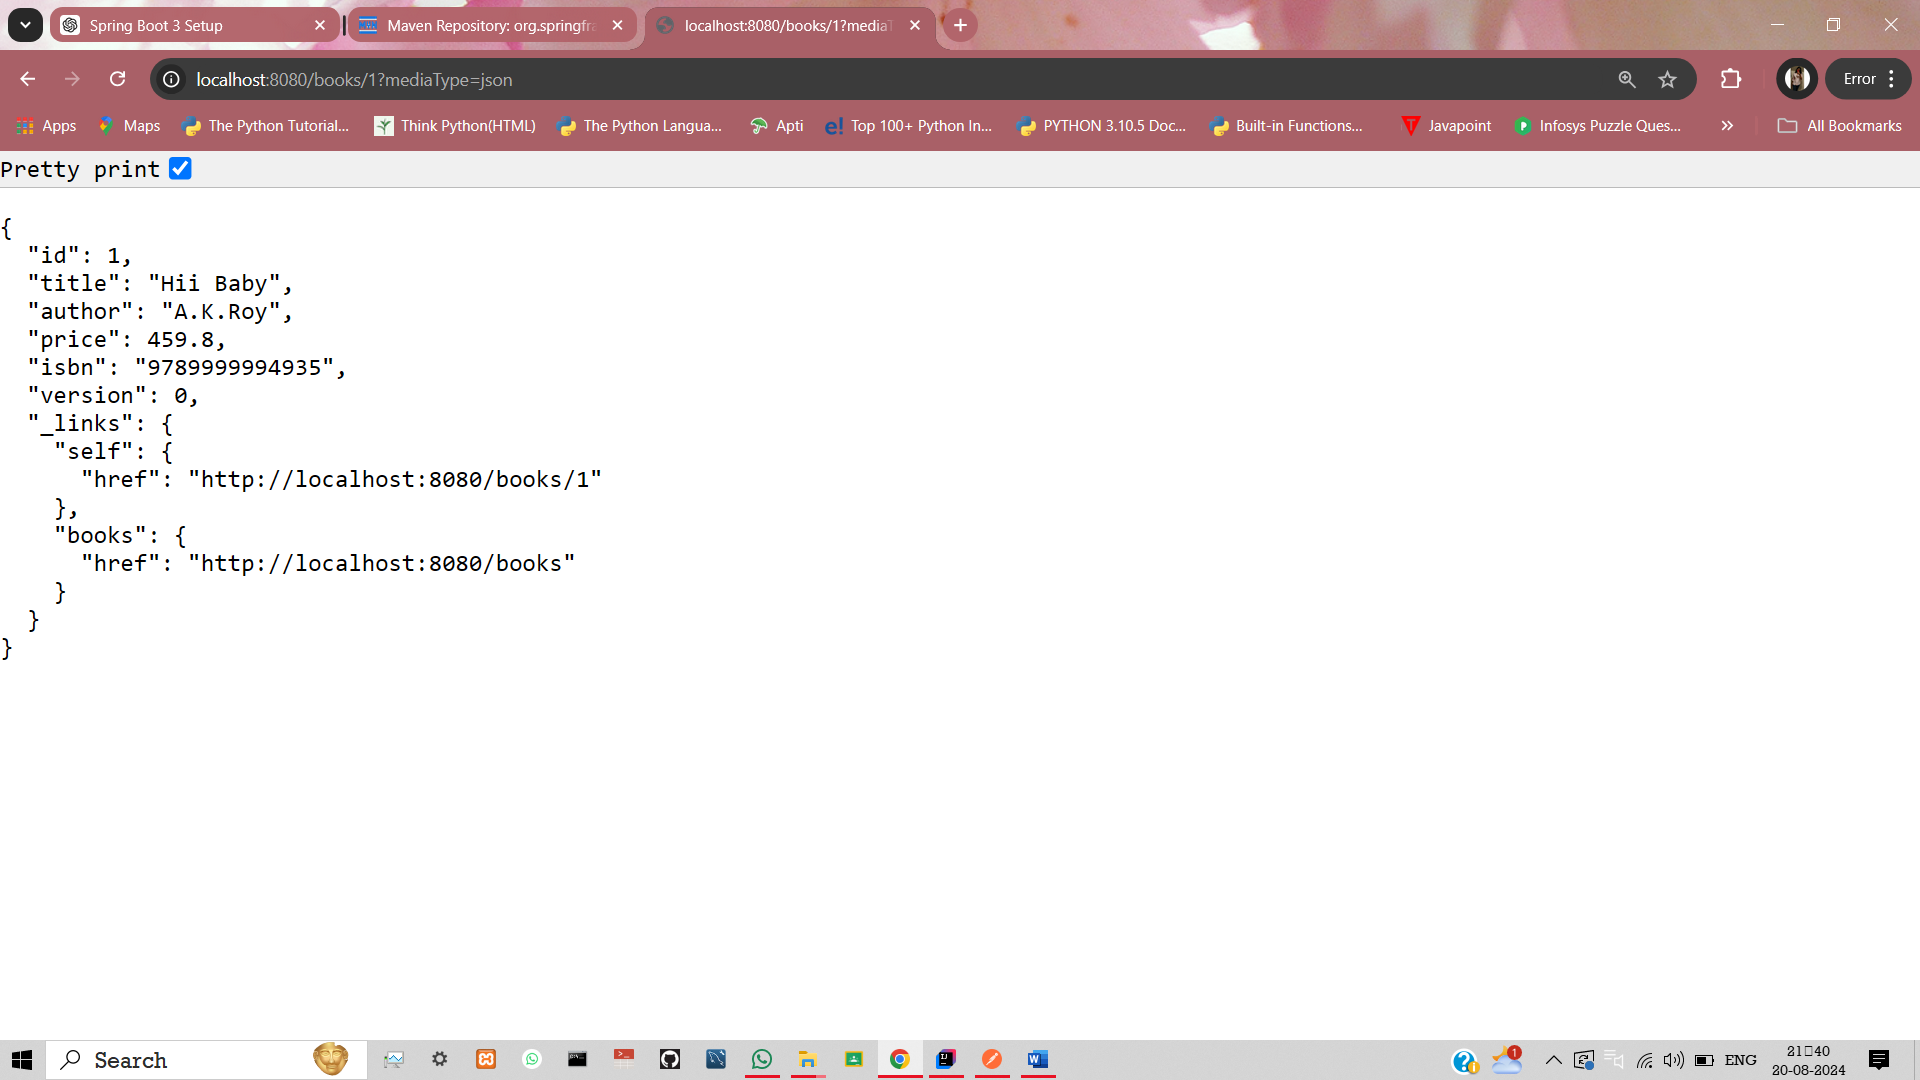 Spring Boot 3 Setup
Maven Repository: org.springfra
localhost:8080/books/1?mediaT
localhost:8080/books/1?mediaType=json
Error
Apps
Maps
The Python Tutorial...
Think Python(HTML)
The Python Langua...
Apti
e! Top 100+ Python In...
PYTHON 3.10.5 Doc...
Built-in Functions...
Javapoint
Infosys Puzzle Ques...
All Bookmarks
Pretty print
{
  "id": 1,
  "title": "Hii Baby",
  "author": "A.K.Roy",
  "price": 459.8,
  "isbn": "9789999994935",
  "version": 0,
  "_links": {
    "self": {
      "href": "http://localhost:8080/books/1"
    },
    "books": {
      "href": "http://localhost:8080/books"
    }
  }
}
Search
1
ENG
21:40
20-08-2024